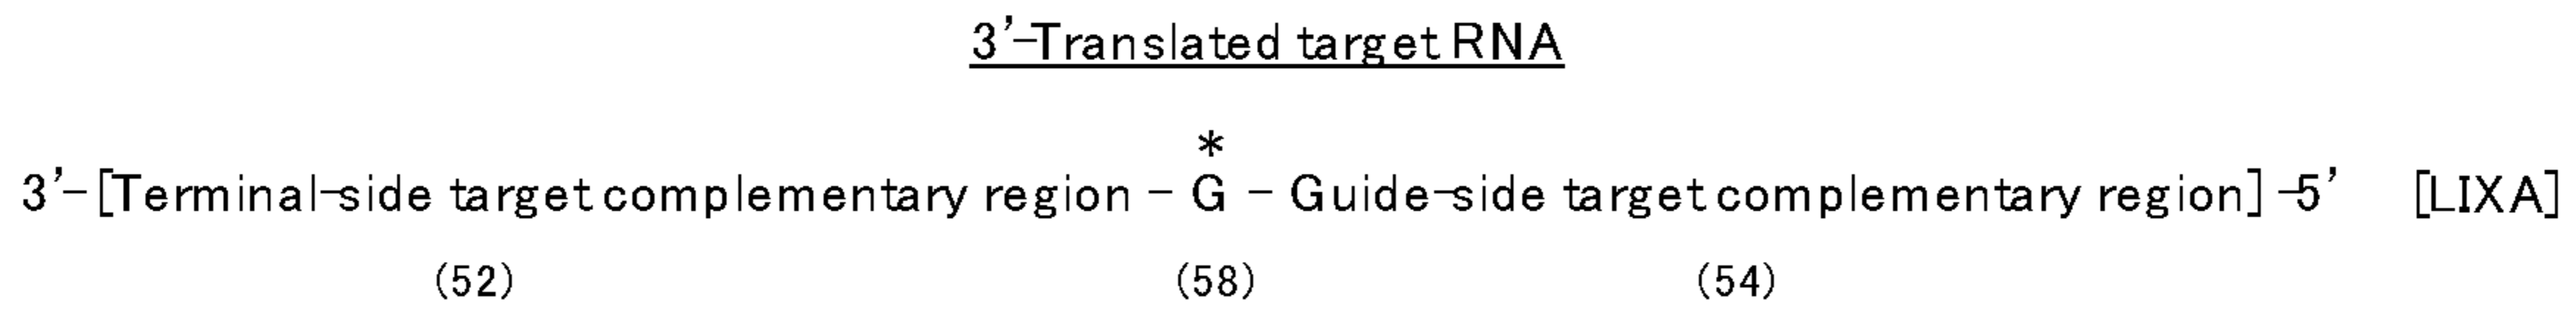 3'-Translated target RNA
*
3'-[Terminal-side target complementary region - G - Guide-side target complementary region]-5' [LIXA]
(52) (58) (54)